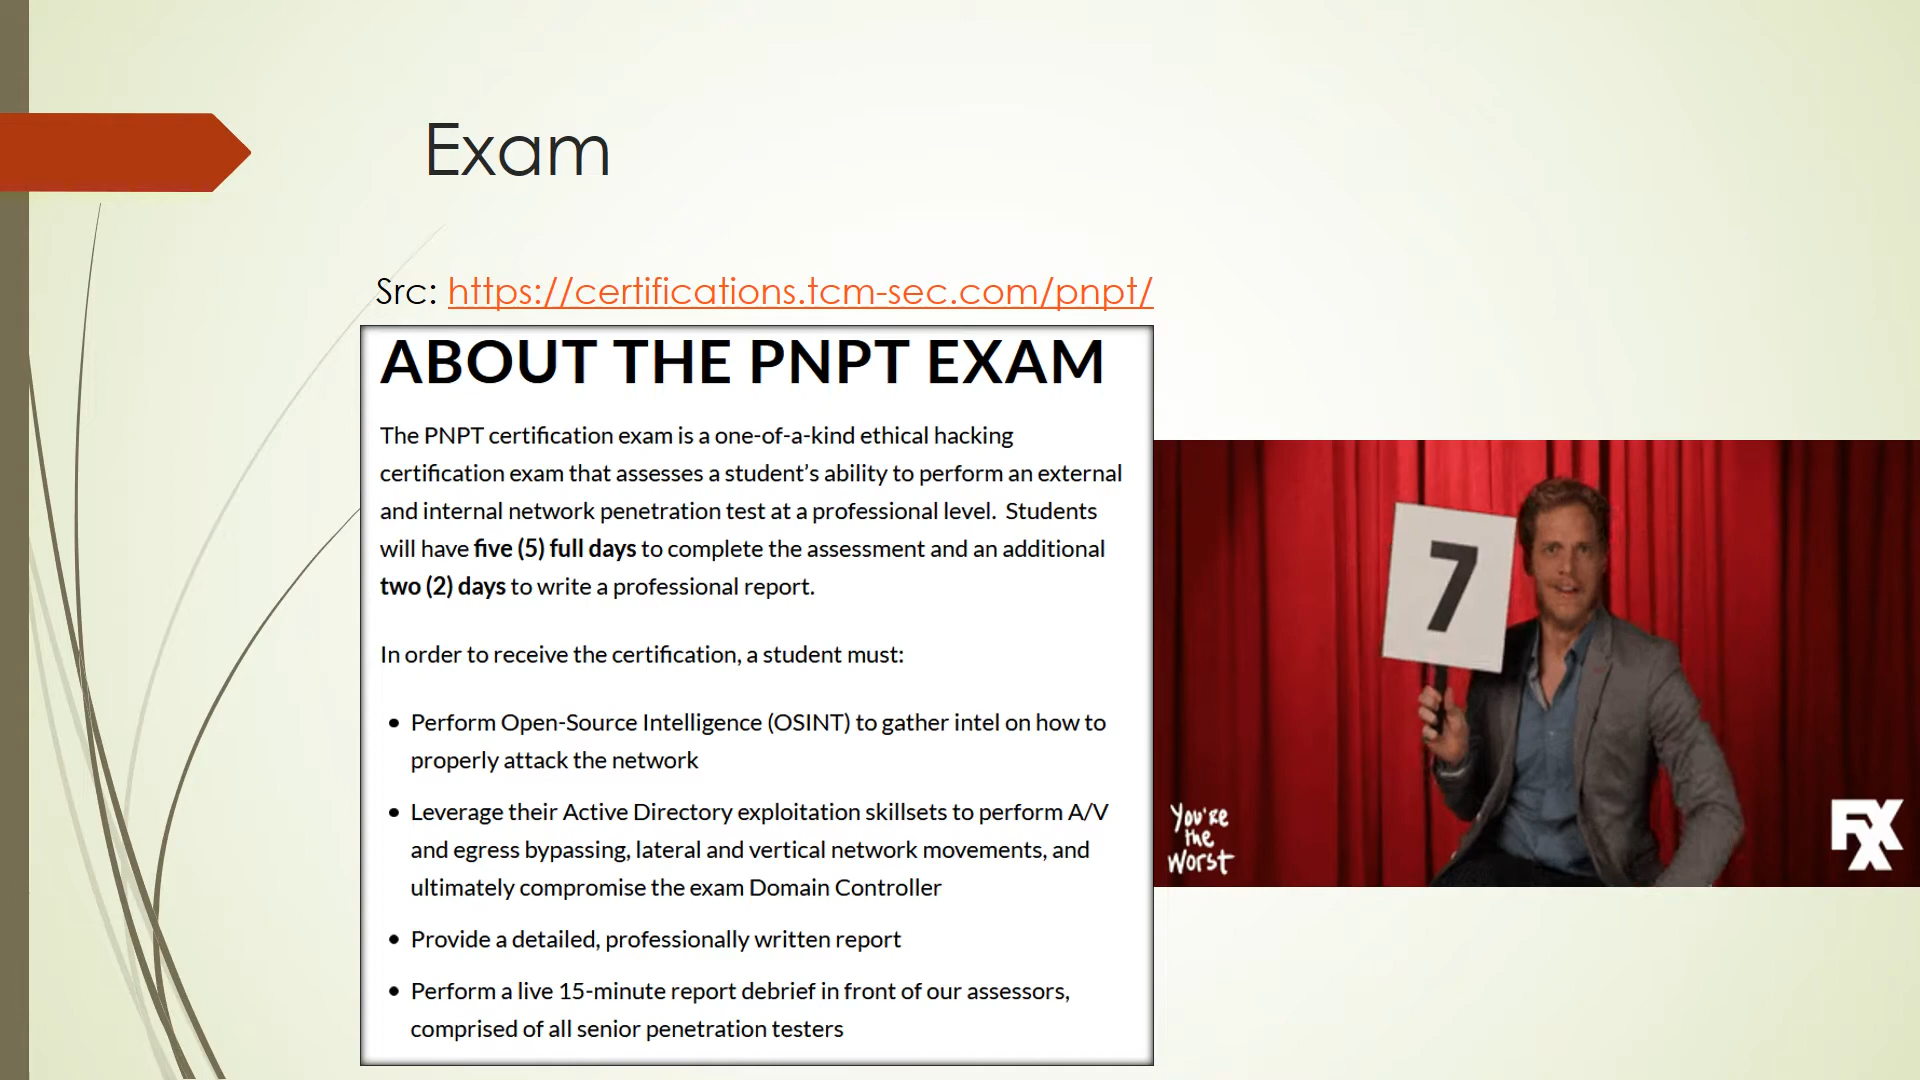 Exam
Src: https://certifications.tcm-sec.com/pnpt/
ABOUT THE PNPT EXAM
The PNPT certification exam is a one-of-a-kind ethical hacking
certification exam that assesses a student’s ability to perform an external
and internal network penetration test at a professional level.  Students
will have five (5) full days to complete the assessment and an additional
two (2) days to write a professional report.
In order to receive the certification, a student must:
• Perform Open-Source Intelligence (OSINT) to gather intel on how to
properly attack the network
• Leverage their Active Directory exploitation skillsets to perform A/V
and egress bypassing, lateral and vertical network movements, and
ultimately compromise the exam Domain Controller
• Provide a detailed, professionally written report
• Perform a live 15-minute report debrief in front of our assessors,
comprised of all senior penetration testers
7
You're
the
Worst
FX
X